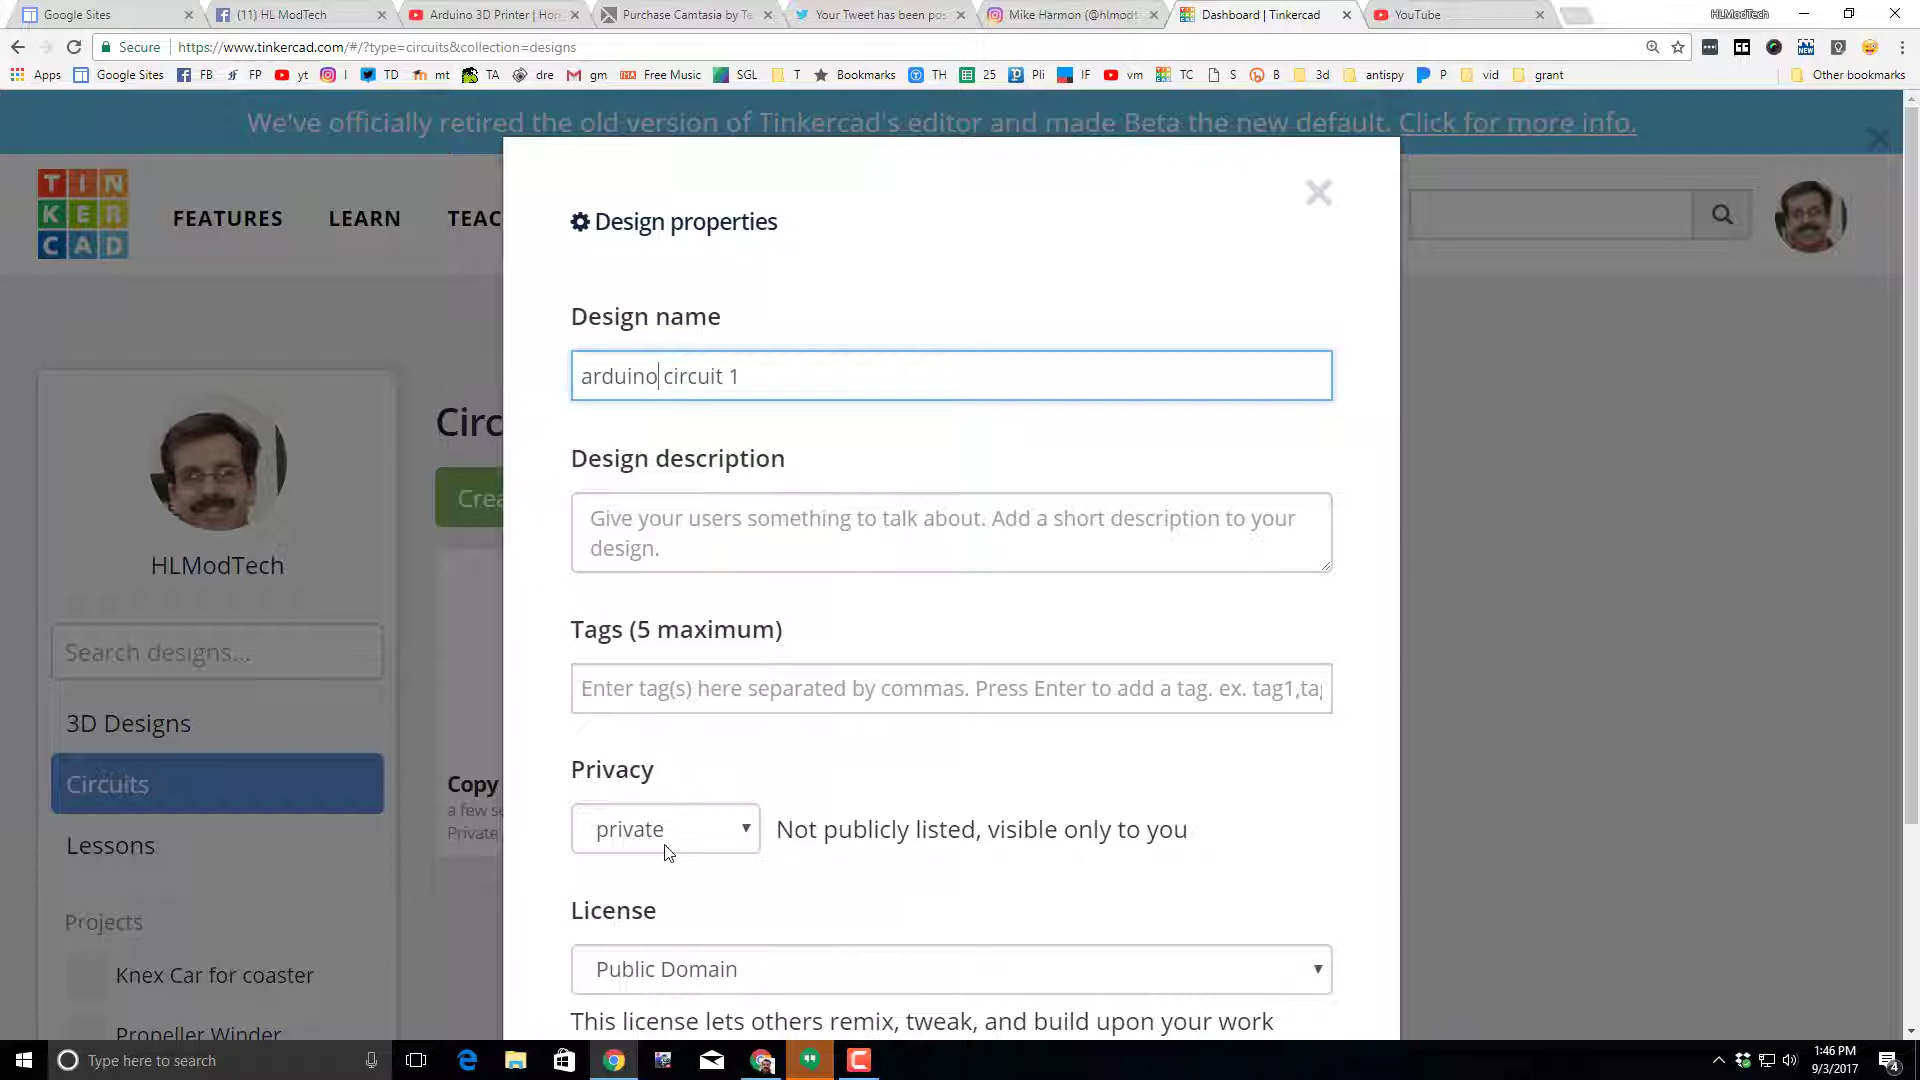 Google Sites
(11) HL ModTech
Arduino 3D Printer | Hom
Purchase Camtasia by Te
Your Tweet has been po
Mike Harmon (@hlmodt
Dashboard | Tinkercad
YouTube
HLModTech
Secure
https://www.tinkercad.com/#/?type=circuits&collection=designs
Apps
Google Sites
FB
FP
yt
I
TD
mt
TA
dre
gm
Free Music
SGL
T
Bookmarks
TH
25
Pli
IF
vm
TC
S
B
3d
antispy
P
vid
grant
Other bookmarks
We've officially retired the old version of Tinkercad's editor and made Beta the new default. Click for more info.
TIN
KER
CAD
FEATURES
LEARN
TEAC
Design properties
Design name
arduino circuit 1
Circ
Design description
Crea
Give your users something to talk about. Add a short description to your
design.
HLModTech
Tags (5 maximum)
Search designs...
Enter tag(s) here separated by commas. Press Enter to add a tag. ex. tag1,tag
3D Designs
Privacy
Circuits
Copy
a few se
Private
private
Not publicly listed, visible only to you
Lessons
License
Projects
Public Domain
Knex Car for coaster
This license lets others remix, tweak, and build upon your work
Propeller Winder
Type here to search
1:46 PM
9/3/2017
4